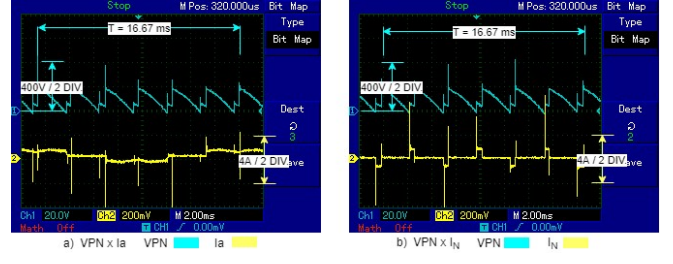 Stop
M Pos: 320.000us
Bit Map
Type
Bit Map
T = 16.67 ms
400V / 2 DIV.
Dest
3
4A / 2 DIV.
ave
2
Ch1 20.0V
Ch2 200mV
M 2.00ms
Math Off
T CH1 / 0.00mV
a) VPN x Ia VPN Ia
Stop
M Pos: 320.000us
Bit Map
Type
Bit Map
T = 16.67 ms
400V / 2 DIV.
Dest
2
4A / 2 DIV.
ave
2
Ch1 20.0V
Ch2 200mV
M 2.00ms
Math Off
T CH1 / 0.00mV
b) VPN x IN VPN IN